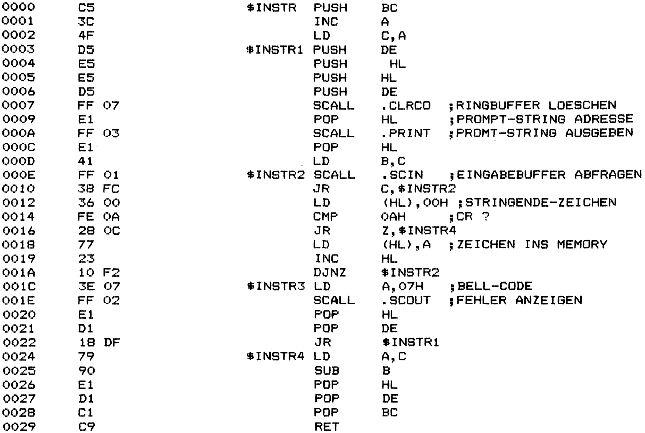 0000 C5 $INSTR PUSH BC
0001 3C INC A
0002 4F LD C,A
0003 D5 $INSTR1 PUSH DE
0004 E5 PUSH HL
0005 E5 PUSH HL
0006 D5 PUSH DE
0007 FF 07 SCALL .CLRCO ;RINGBUFFER LOESCHEN
0009 E1 POP HL ;PROMPT-STRING ADRESSE
000A FF 03 SCALL .PRINT ;PROMT-STRING AUSGEBEN
000C E1 POP HL
000D 41 LD B,C
000E FF 01 $INSTR2 SCALL .SCIN ;EINGABEBUFFER ABFRAGEN
0010 38 FC JR C,$INSTR2
0012 36 00 LD (HL),00H ;STRINGENDE-ZEICHEN
0014 FE 0A CMP 0AH ;CR ?
0016 28 0C JR Z,$INSTR4
0018 77 LD (HL),A ;ZEICHEN INS MEMORY
0019 23 INC HL
001A 10 F2 DJNZ $INSTR2
001C 3E 07 $INSTR3 LD A,07H ;BELL-CODE
001E FF 02 SCALL .SCOUT ;FEHLER ANZEIGEN
0020 E1 POP HL
0021 D1 POP DE
0022 18 DF JR $INSTR1
0024 79 $INSTR4 LD A,C
0025 90 SUB B
0026 E1 POP HL
0027 D1 POP DE
0028 C1 POP BC
0029 C9 RET